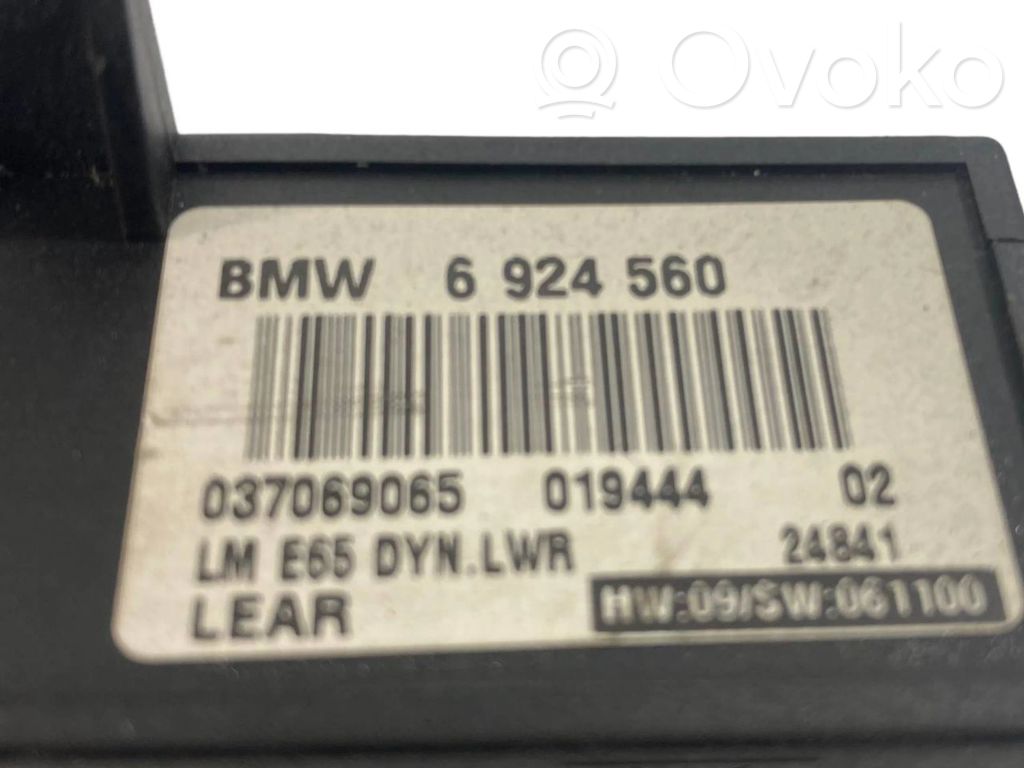 Ovoko
BMW 6 924 560
037069065 019444 02
LM E65 DYN.LWR 24841
LEAR HW:09/SW:061100